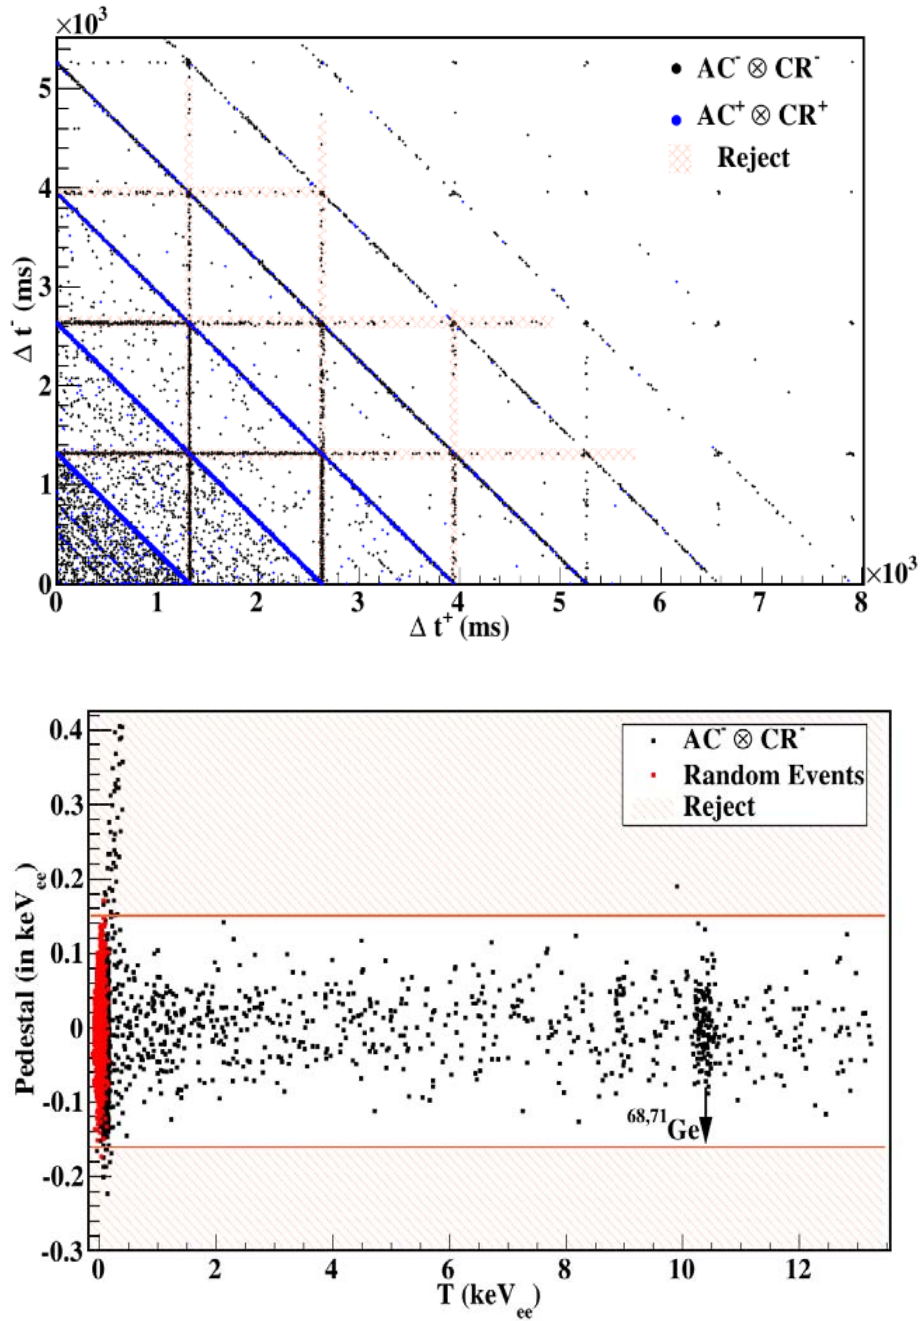 ×10³
AC⁻ ⊗ CR⁻
AC⁺ ⊗ CR⁺
Reject
5
4
3
2
1
0
Δ t⁻ (ms)
0 1 2 3 4 5 6 7 8
×10³
Δ t⁺ (ms)
AC⁻ ⊗ CR⁻
Random Events
Reject
0.4
0.3
0.2
0.1
0
-0.1
-0.2
-0.3
Pedestal (in keVₑₑ)
⁶⁸,⁷¹Ge
0 2 4 6 8 10 12
T (keVₑₑ)